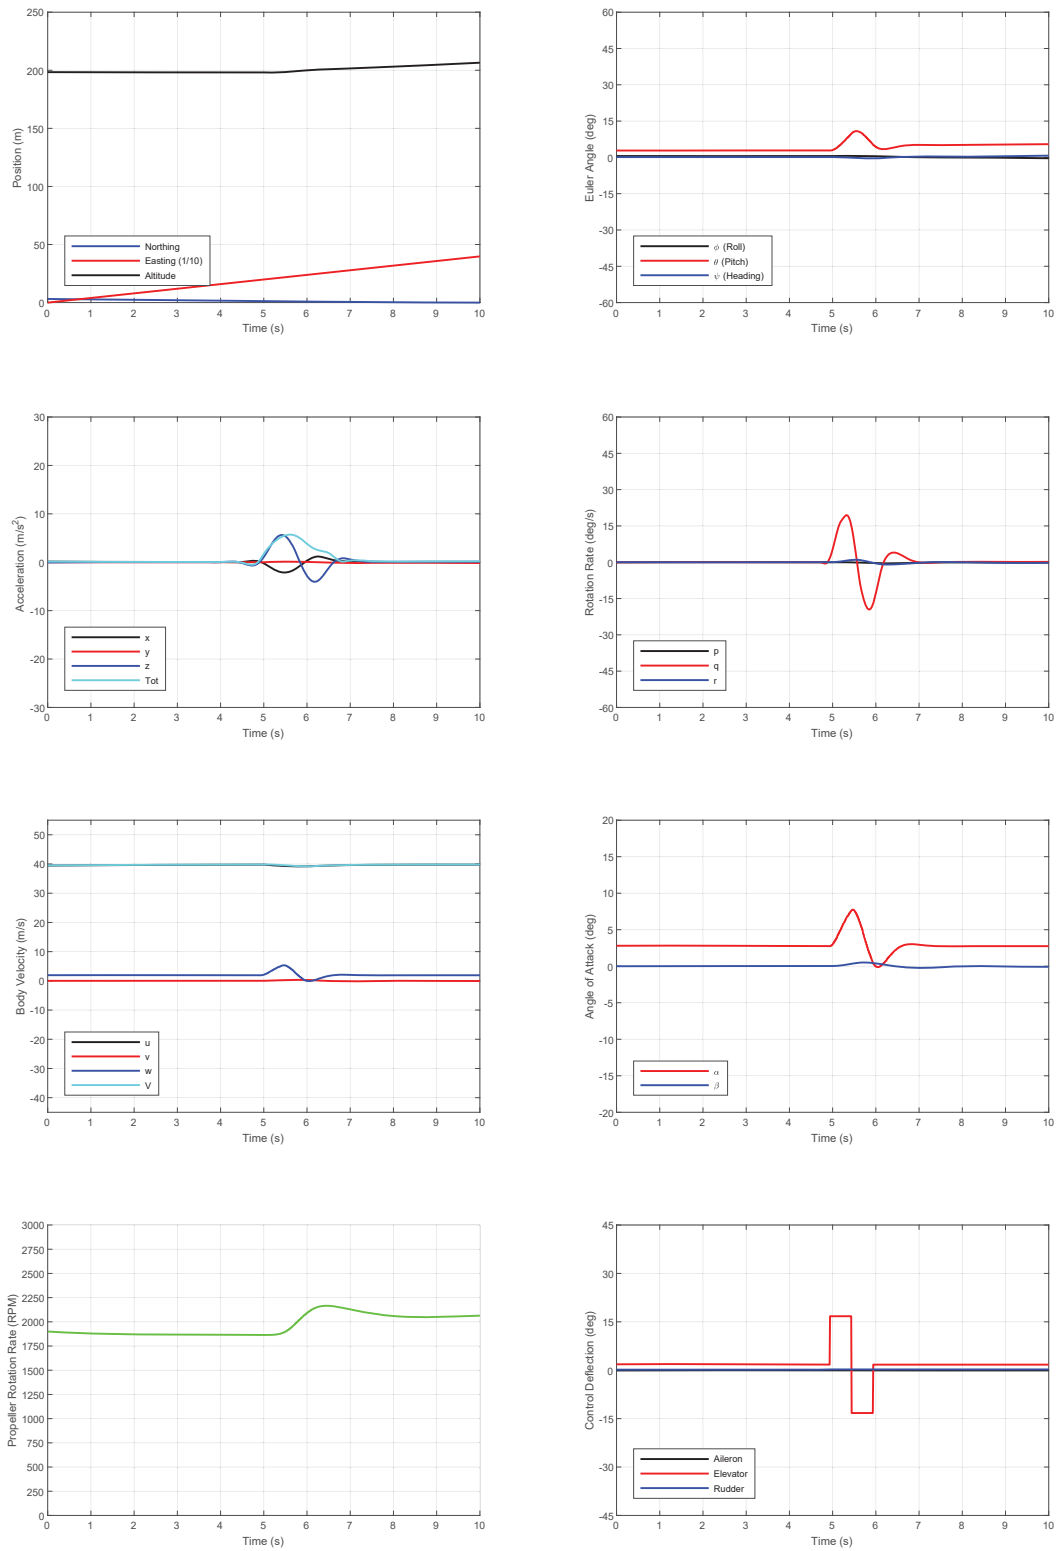 250
200
150
100
50
0
Position (m)
Northing
Easting (1/10)
Altitude
0 1 2 3 4 5 6 7 8 9 10
Time (s)
60
45
30
15
0
-15
-30
-45
-60
Euler Angle (deg)
ϕ (Roll)
θ (Pitch)
ψ (Heading)
0 1 2 3 4 5 6 7 8 9 10
Time (s)
30
20
10
0
-10
-20
-30
Acceleration (m/s²)
x
y
z
Tot
0 1 2 3 4 5 6 7 8 9 10
Time (s)
60
45
30
15
0
-15
-30
-45
-60
Rotation Rate (deg/s)
p
q
r
0 1 2 3 4 5 6 7 8 9 10
Time (s)
50
40
30
20
10
0
-10
-20
-30
-40
Body Velocity (m/s)
u
v
w
V
0 1 2 3 4 5 6 7 8 9 10
Time (s)
20
15
10
5
0
-5
-10
-15
-20
Angle of Attack (deg)
α
β
0 1 2 3 4 5 6 7 8 9 10
Time (s)
3000
2750
2500
2250
2000
1750
1500
1250
1000
750
500
250
0
Propeller Rotation Rate (RPM)
0 1 2 3 4 5 6 7 8 9 10
Time (s)
45
30
15
0
-15
-30
-45
Control Deflection (deg)
Aileron
Elevator
Rudder
0 1 2 3 4 5 6 7 8 9 10
Time (s)